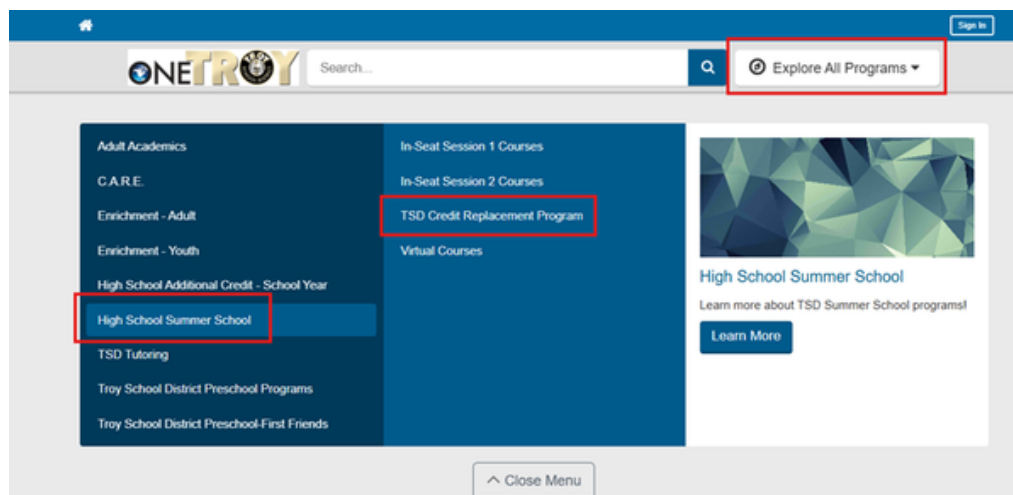 Sign In
ONETROY
Search...
Explore All Programs
Adult Academics
C.A.R.E.
Enrichment - Adult
Enrichment - Youth
High School Additional Credit - School Year
High School Summer School
TSD Tutoring
Troy School District Preschool Programs
Troy School District Preschool-First Friends
In-Seat Session 1 Courses
In-Seat Session 2 Courses
TSD Credit Replacement Program
Virtual Courses
High School Summer School
Learn more about TSD Summer School programs!
Learn More
Close Menu